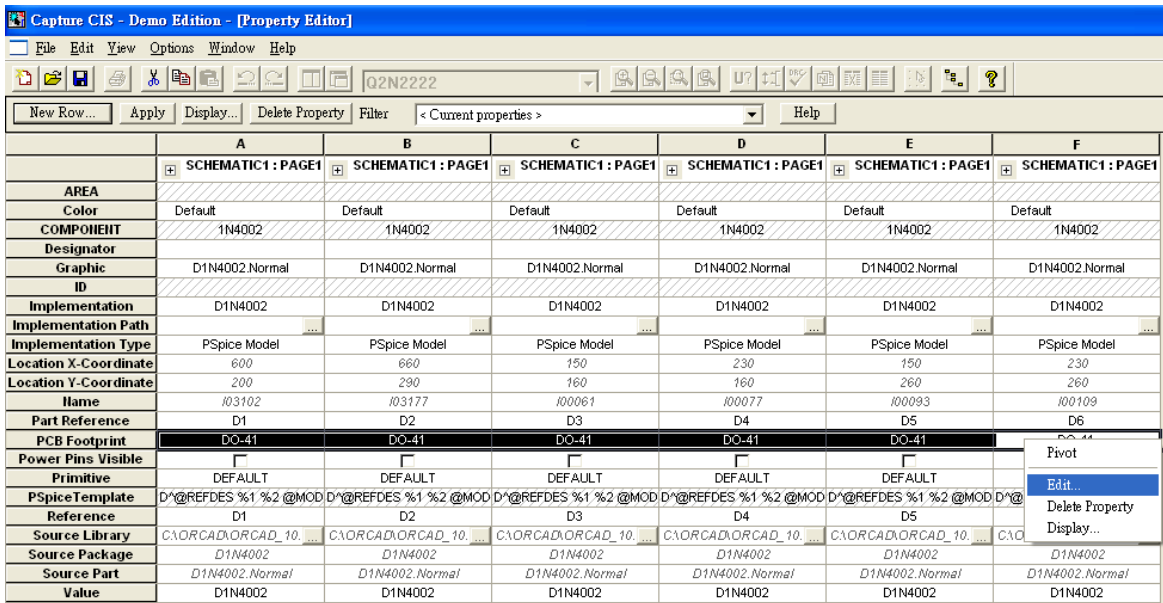 Capture CIS - Demo Edition - [Property Editor]
File Edit View Options Window Help
Q2N2222 U?
New Row... Apply Display... Delete Property Filter < Current properties > Help
A B C D E F
SCHEMATIC1 : PAGE1 SCHEMATIC1 : PAGE1 SCHEMATIC1 : PAGE1 SCHEMATIC1 : PAGE1 SCHEMATIC1 : PAGE1 SCHEMATIC1 : PAGE1
AREA
Color Default Default Default Default Default Default
COMPONENT 1N4002 1N4002 1N4002 1N4002 1N4002 1N4002
Designator
Graphic D1N4002.Normal D1N4002.Normal D1N4002.Normal D1N4002.Normal D1N4002.Normal D1N4002.Normal
ID
Implementation D1N4002 D1N4002 D1N4002 D1N4002 D1N4002 D1N4002
Implementation Path ... ... ... ... ... ...
Implementation Type PSpice Model PSpice Model PSpice Model PSpice Model PSpice Model PSpice Model
Location X-Coordinate 600 660 150 230 150 230
Location Y-Coordinate 200 290 160 160 260 260
Name I03102 I03177 I00061 I00077 I00093 I00109
Part Reference D1 D2 D3 D4 D5 D6
PCB Footprint DO-41 DO-41 DO-41 DO-41 DO-41
Power Pins Visible Pivot
Primitive DEFAULT DEFAULT DEFAULT DEFAULT DEFAULT Edit...
PSpiceTemplate D^@REFDES %1 %2 @MOD D^@REFDES %1 %2 @MOD D^@REFDES %1 %2 @MOD D^@REFDES %1 %2 @MOD D^@REFDES %1 %2 @MOD D^@ Delete Property
Reference D1 D2 D3 D4 D5 Display...
Source Library C:\ORCAD\ORCAD_10. ... C:\ORCAD\ORCAD_10. ... C:\ORCAD\ORCAD_10. ... C:\ORCAD\ORCAD_10. ... C:\ORCAD\ORCAD_10. ... C:\O
Source Package D1N4002 D1N4002 D1N4002 D1N4002 D1N4002 D1N4002
Source Part D1N4002.Normal D1N4002.Normal D1N4002.Normal D1N4002.Normal D1N4002.Normal D1N4002.Normal
Value D1N4002 D1N4002 D1N4002 D1N4002 D1N4002 D1N4002